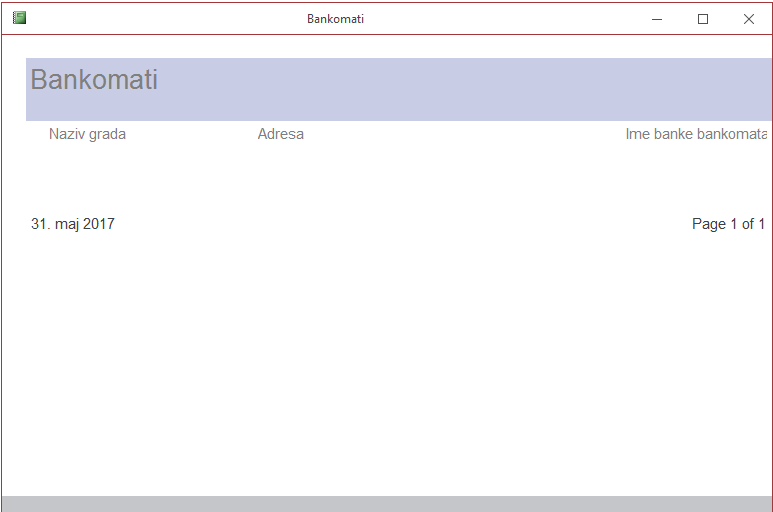 Bankomati
Bankomati
Naziv grada Adresa Ime banke bankomata
31. maj 2017 Page 1 of 1